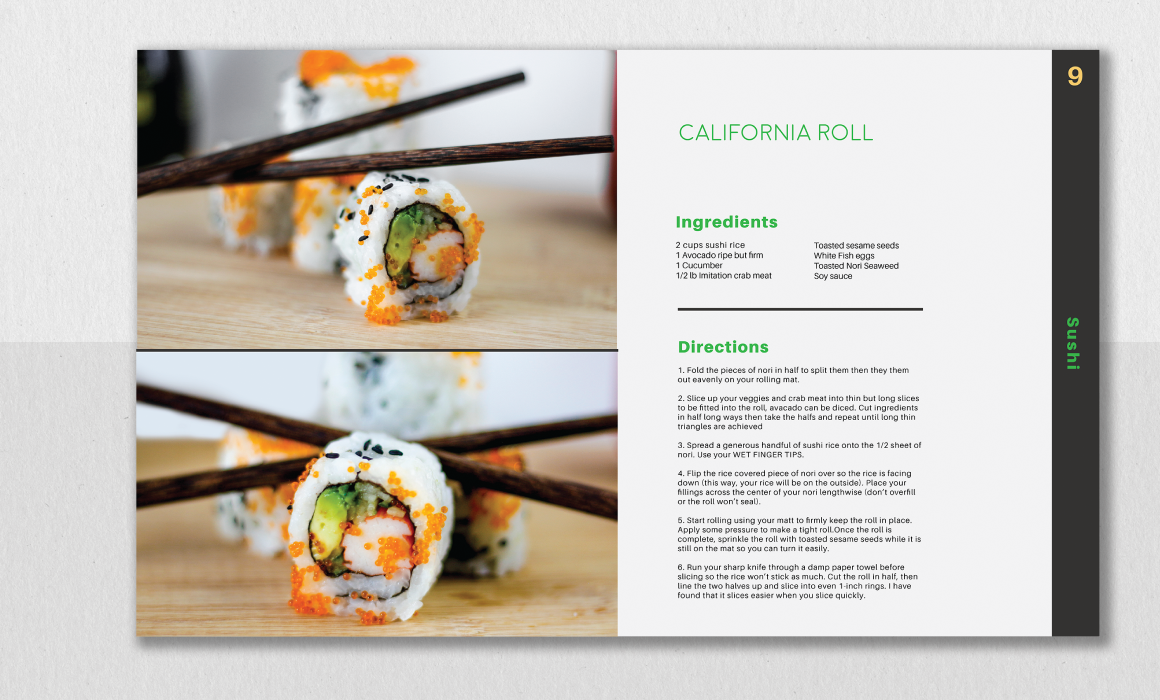 9
CALIFORNIA ROLL
Ingredients
2 cups sushi rice
1 Avocado ripe but firm
1 Cucumber
1/2 lb Imitation crab meat
Toasted sesame seeds
White Fish eggs
Toasted Nori Seaweed
Soy sauce
Directions
1. Fold the pieces of nori in half to split them then they them
out eavenly on your rolling mat.
2. Slice up your veggies and crab meat into thin but long slices
to be fitted into the roll, avacado can be diced. Cut ingredients
in half long ways then take the halfs and repeat until long thin
triangles are achieved
3. Spread a generous handful of sushi rice onto the 1/2 sheet of
nori. Use your WET FINGER TIPS.
4. Flip the rice covered piece of nori over so the rice is facing
down (this way, your rice will be on the outside). Place your
fillings across the center of your nori lengthwise (don't overfill
or the roll won't seal).
5. Start rolling using your matt to firmly keep the roll in place.
Apply some pressure to make a tight roll.Once the roll is
complete, sprinkle the roll with toasted sesame seeds while it is
still on the mat so you can turn it easily.
6. Run your sharp knife through a damp paper towel before
slicing so the rice won't stick as much. Cut the roll in half, then
line the two halves up and slice into even 1-inch rings. I have
found that it slices easier when you slice quickly.
Sushi